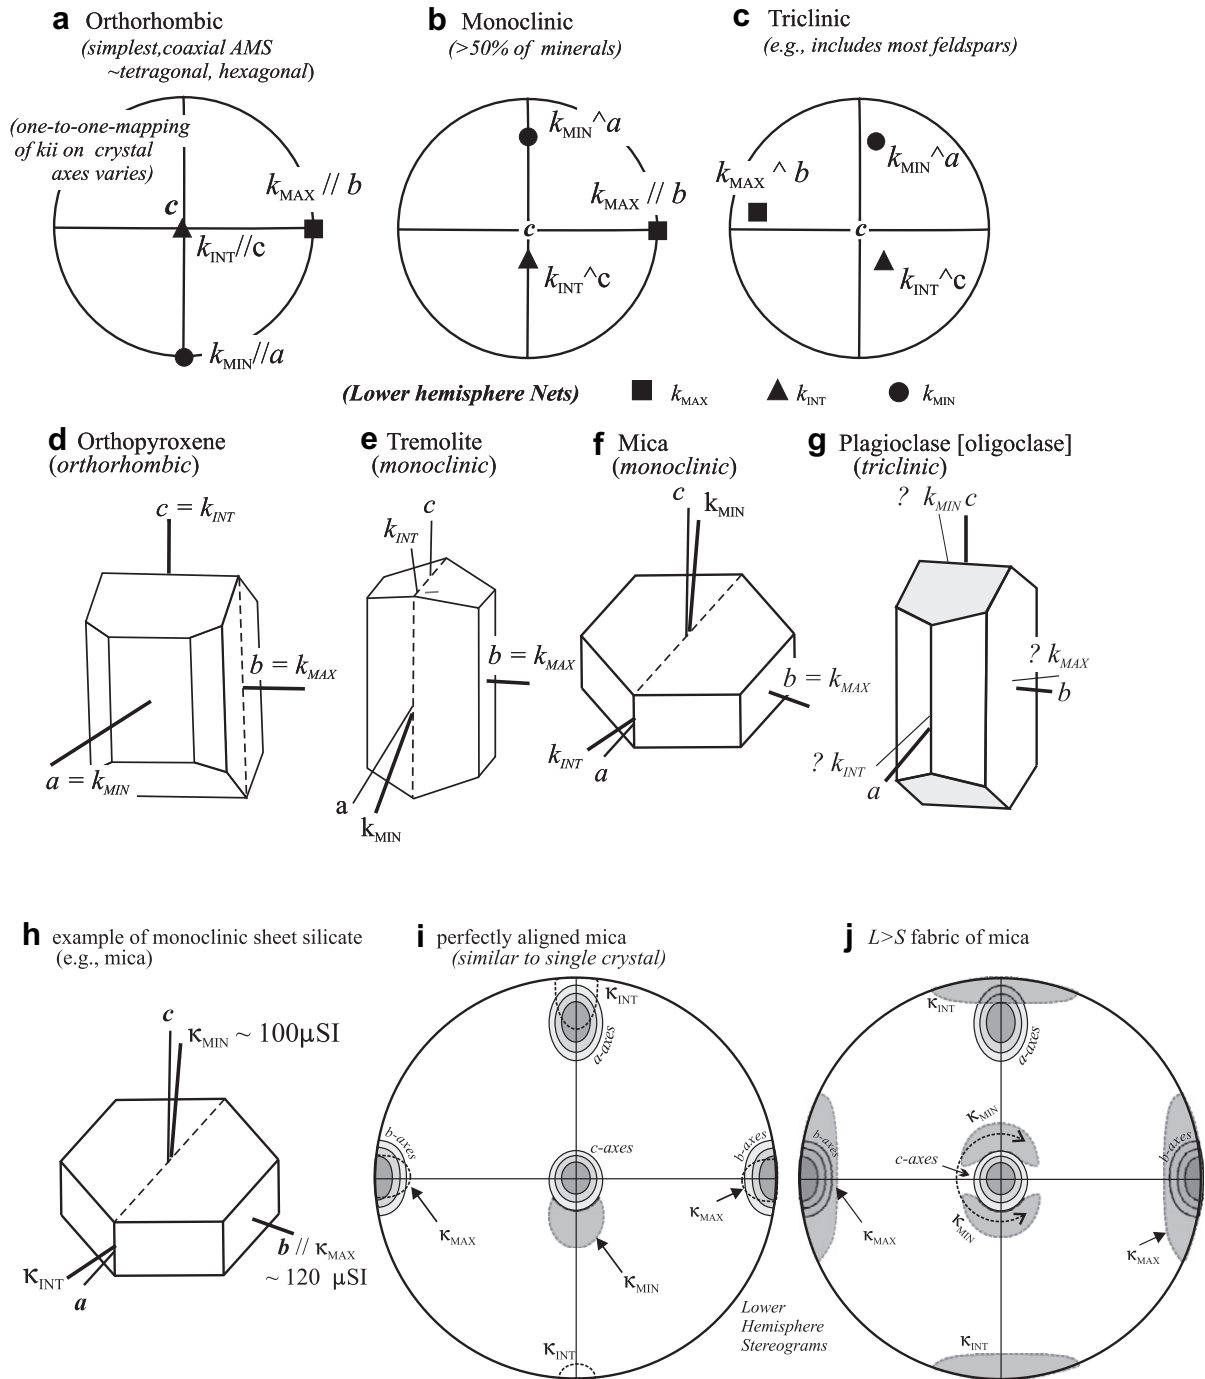 a Orthorhombic
(simplest,coaxial AMS
~tetragonal, hexagonal)
(one-to-one-mapping
of kii on crystal
axes varies)
kMAX // b
c
kINT//c
kMIN//a
b Monoclinic
(>50% of minerals)
kMIN^a
kMAX // b
c
kINT^c
c Triclinic
(e.g., includes most feldspars)
kMIN^a
kMAX ^ b
c
kINT^c
(Lower hemisphere Nets)
kMAX
kINT
kMIN
d Orthopyroxene
(orthorhombic)
c = kINT
b = kMAX
a = kMIN
e Tremolite
(monoclinic)
c
kINT
b = kMAX
a
kMIN
f Mica
(monoclinic)
c
kMIN
b = kMAX
kINT
a
g Plagioclase [oligoclase]
(triclinic)
? kMIN c
? kMAX
b
? kINT
a
h example of monoclinic sheet silicate
(e.g., mica)
c
κMIN ~ 100μSI
b // κMAX
~ 120 μSI
κINT
a
i perfectly aligned mica
(similar to single crystal)
κINT
a-axes
b-axes
c-axes
b-axes
κMAX
κMAX
κMIN
κINT
Lower
Hemisphere
Stereograms
j L>S fabric of mica
κINT
a-axes
κMIN
b-axes
c-axes
b-axes
κMIN
κMAX
κMAX
κINT